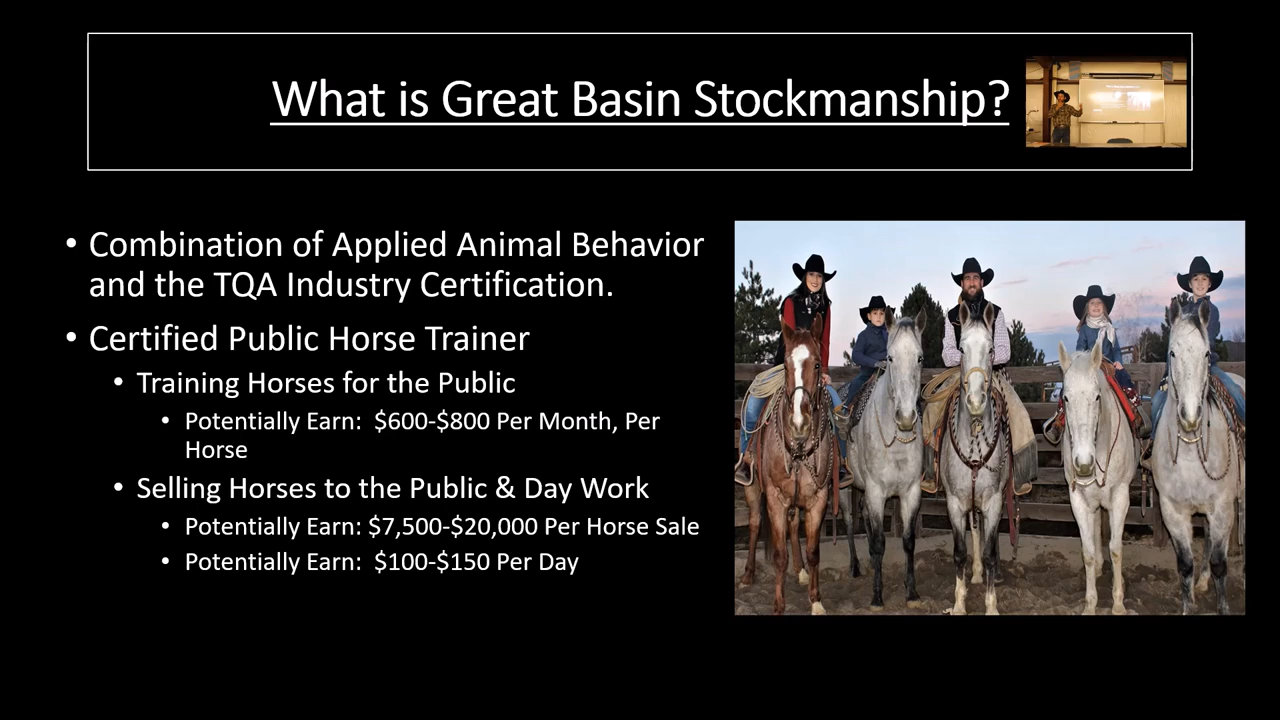 What is Great Basin Stockmanship?
• Combination of Applied Animal Behavior
and the TQA Industry Certification.
• Certified Public Horse Trainer
• Training Horses for the Public
• Potentially Earn:  $600-$800 Per Month, Per
Horse
• Selling Horses to the Public & Day Work
• Potentially Earn: $7,500-$20,000 Per Horse Sale
• Potentially Earn:  $100-$150 Per Day